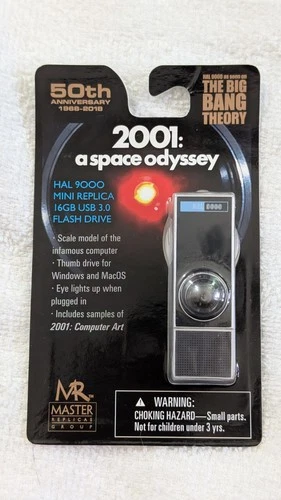 50th
ANNIVERSARY
1968-2018
HAL 9000 as seen on
THE BIG
BANG
THEORY
2001:
a space odyssey
HAL 9000
MINI REPLICA
16GB USB 3.0
FLASH DRIVE
HAL 9000
• Scale model of the
infamous computer
• Thumb drive for
Windows and MacOS
• Eye lights up when
plugged in
• Includes samples of
2001: Computer Art
MR™
MASTER
REPLICAS
GROUP
⚠ WARNING:
CHOKING HAZARD—Small parts.
Not for children under 3 yrs.